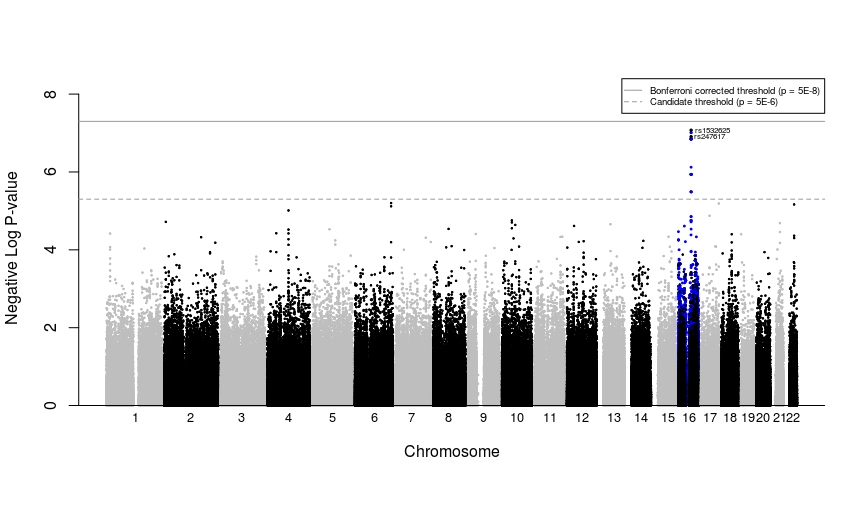 Bonferroni corrected threshold (p = 5E-8)
Candidate threshold (p = 5E-6)
8
6
4
2
0
Negative Log P-value
rs1532625
rs247617
1 2 3 4 5 6 7 8 9 10 11 12 13 14 15 16 17 18 19 20 21 22
Chromosome